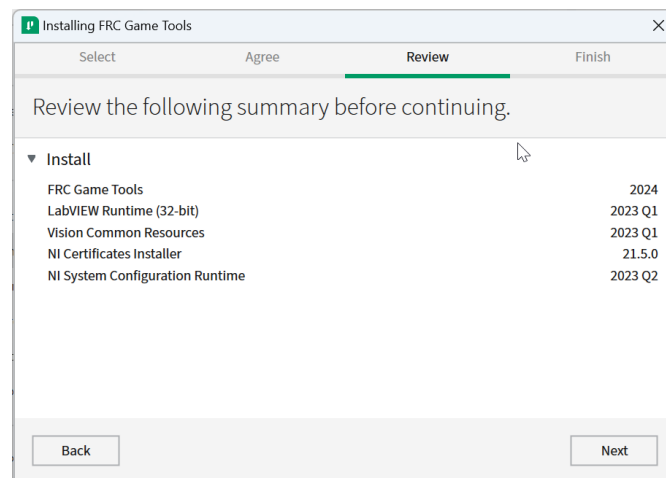 Installing FRC Game Tools
Select Agree Review Finish
Review the following summary before continuing.
Install
FRC Game Tools 2024
LabVIEW Runtime (32-bit) 2023 Q1
Vision Common Resources 2023 Q1
NI Certificates Installer 21.5.0
NI System Configuration Runtime 2023 Q2
Back Next